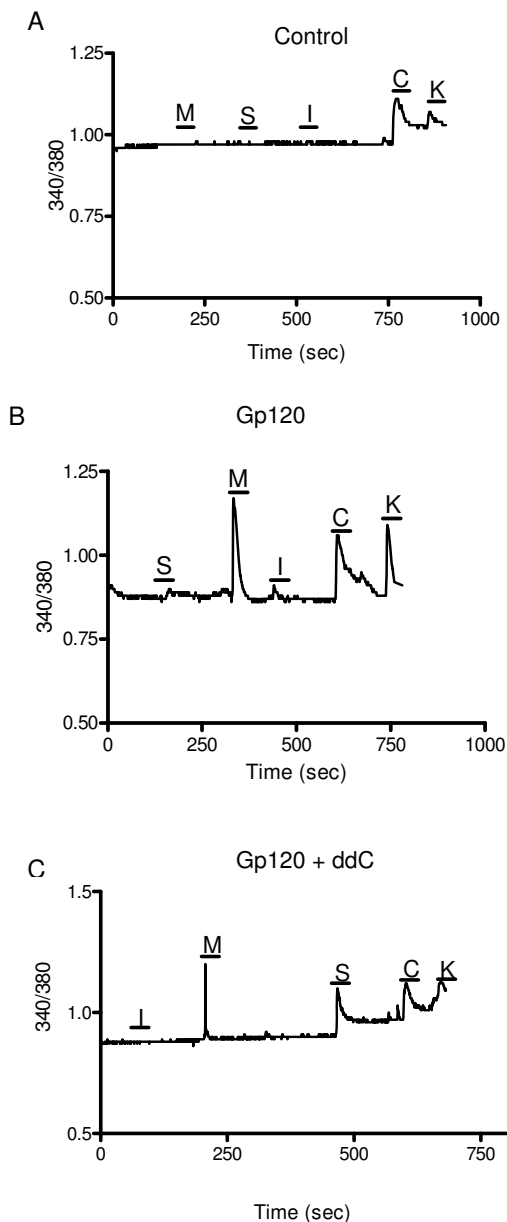 A
Control
1.25
1.00
0.75
0.50
340/380
M
S
I
C
K
0
250
500
750
1000
Time (sec)
B
Gp120
1.25
1.00
0.75
0.50
340/380
S
M
I
C
K
0
250
500
750
1000
Time (sec)
C
Gp120 + ddC
1.5
1.0
0.5
340/380
I
M
S
C
K
0
250
500
750
Time (sec)